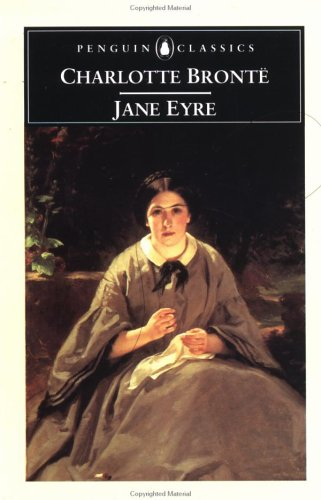 Copyrighted Material
PENGUIN CLASSICS
CHARLOTTE BRONTË
JANE EYRE
Copyrighted Material